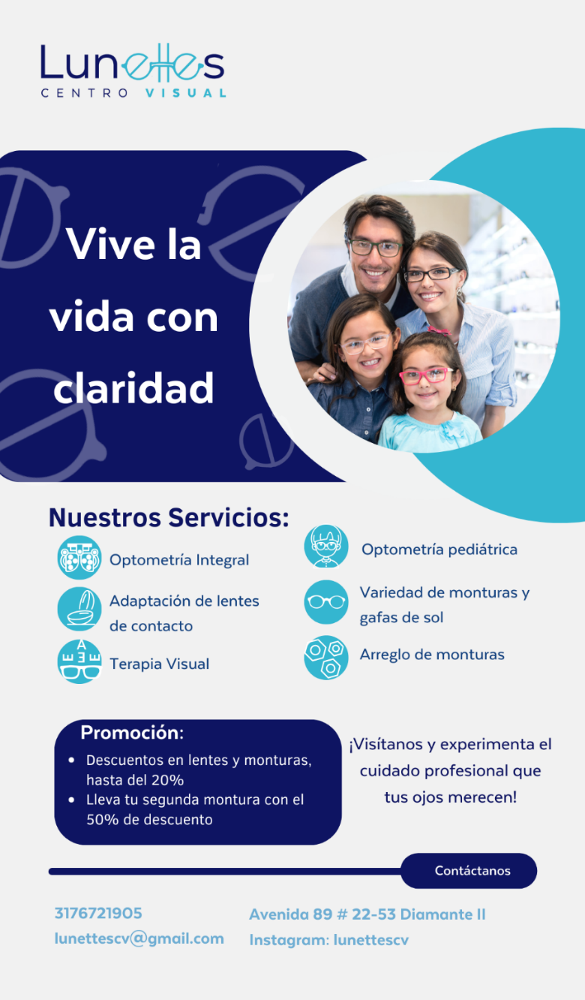 Lunettes
CENTRO VISUAL
Vive la
vida con
claridad
Nuestros Servicios:
Optometría Integral
Adaptación de lentes
de contacto
A
E
Terapia Visual
Optometría pediátrica
Variedad de monturas y
gafas de sol
Arreglo de monturas
Promoción:
• Descuentos en lentes y monturas,
hasta del 20%
• Lleva tu segunda montura con el
50% de descuento
¡Visítanos y experimenta el
cuidado profesional que
tus ojos merecen!
Contáctanos
3176721905
lunettescv@gmail.com
Avenida 89 # 22-53 Diamante II
Instagram: lunettescv